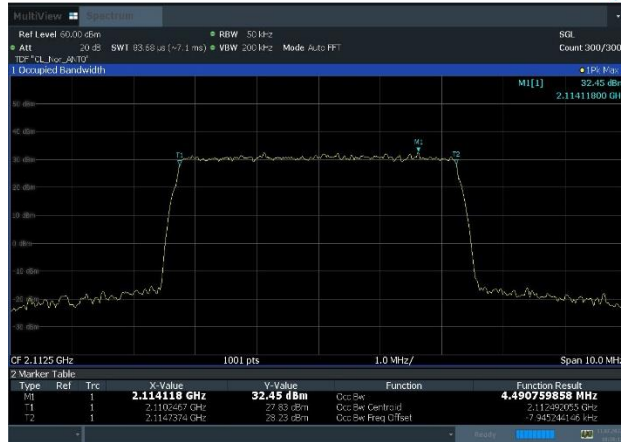 MultiView Spectrum
Ref Level 60.00 dBm RBW 50 kHz SGL
Att 20 dB SWT 83.68 µs (~7.1 ms) VBW 200 kHz Mode Auto FFT Count 300/300
TDF "CL_Nor_ANT0"
1 Occupied Bandwidth 1Pk Max
M1[1] 32.45 dBm
2.11411800 GHz
50 dBm
40 dBm
M1
T1 T2
30 dBm
20 dBm
10 dBm
0 dBm
-10 dBm
-20 dBm
-30 dBm
CF 2.1125 GHz 1001 pts 1.0 MHz/ Span 10.0 MHz
2 Marker Table
Type Ref Trc X-Value Y-Value Function Function Result
M1 1 2.114118 GHz 32.45 dBm Occ Bw 4.490759858 MHz
T1 1 2.1102467 GHz 27.83 dBm Occ Bw Centroid 2.112492055 GHz
T2 1 2.1147374 GHz 28.23 dBm Occ Bw Freq Offset -7.945244146 kHz
Ready